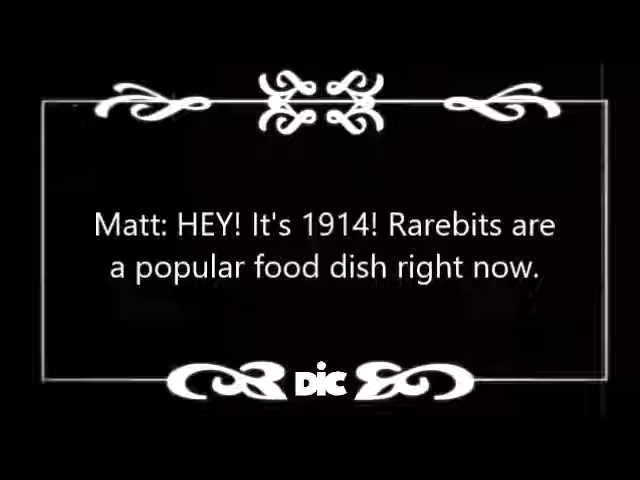 Matt: HEY! It's 1914! Rarebits are
a popular food dish right now.
DiC